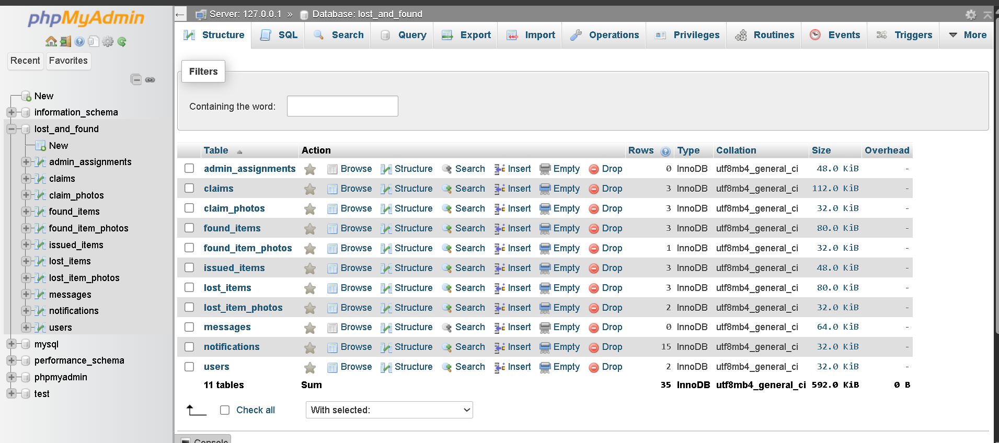 phpMyAdmin
Recent Favorites
New
information_schema
lost_and_found
New
admin_assignments
claims
claim_photos
found_items
found_item_photos
issued_items
lost_items
lost_item_photos
messages
notifications
users
mysql
performance_schema
phpmyadmin
test
← Server: 127.0.0.1 » Database: lost_and_found
Structure SQL Search Query Export Import Operations Privileges Routines Events Triggers More
Filters
Containing the word:
Table Action Rows Type Collation Size Overhead
admin_assignments Browse Structure Search Insert Empty Drop 0 InnoDB utf8mb4_general_ci 48.0 KiB -
claims Browse Structure Search Insert Empty Drop 3 InnoDB utf8mb4_general_ci 112.0 KiB -
claim_photos Browse Structure Search Insert Empty Drop 3 InnoDB utf8mb4_general_ci 32.0 KiB -
found_items Browse Structure Search Insert Empty Drop 3 InnoDB utf8mb4_general_ci 80.0 KiB -
found_item_photos Browse Structure Search Insert Empty Drop 1 InnoDB utf8mb4_general_ci 32.0 KiB -
issued_items Browse Structure Search Insert Empty Drop 3 InnoDB utf8mb4_general_ci 48.0 KiB -
lost_items Browse Structure Search Insert Empty Drop 3 InnoDB utf8mb4_general_ci 80.0 KiB -
lost_item_photos Browse Structure Search Insert Empty Drop 2 InnoDB utf8mb4_general_ci 32.0 KiB -
messages Browse Structure Search Insert Empty Drop 0 InnoDB utf8mb4_general_ci 64.0 KiB -
notifications Browse Structure Search Insert Empty Drop 15 InnoDB utf8mb4_general_ci 32.0 KiB -
users Browse Structure Search Insert Empty Drop 2 InnoDB utf8mb4_general_ci 32.0 KiB -
11 tables Sum 35 InnoDB utf8mb4_general_ci 592.0 KiB 0 B
Check all With selected:
Console